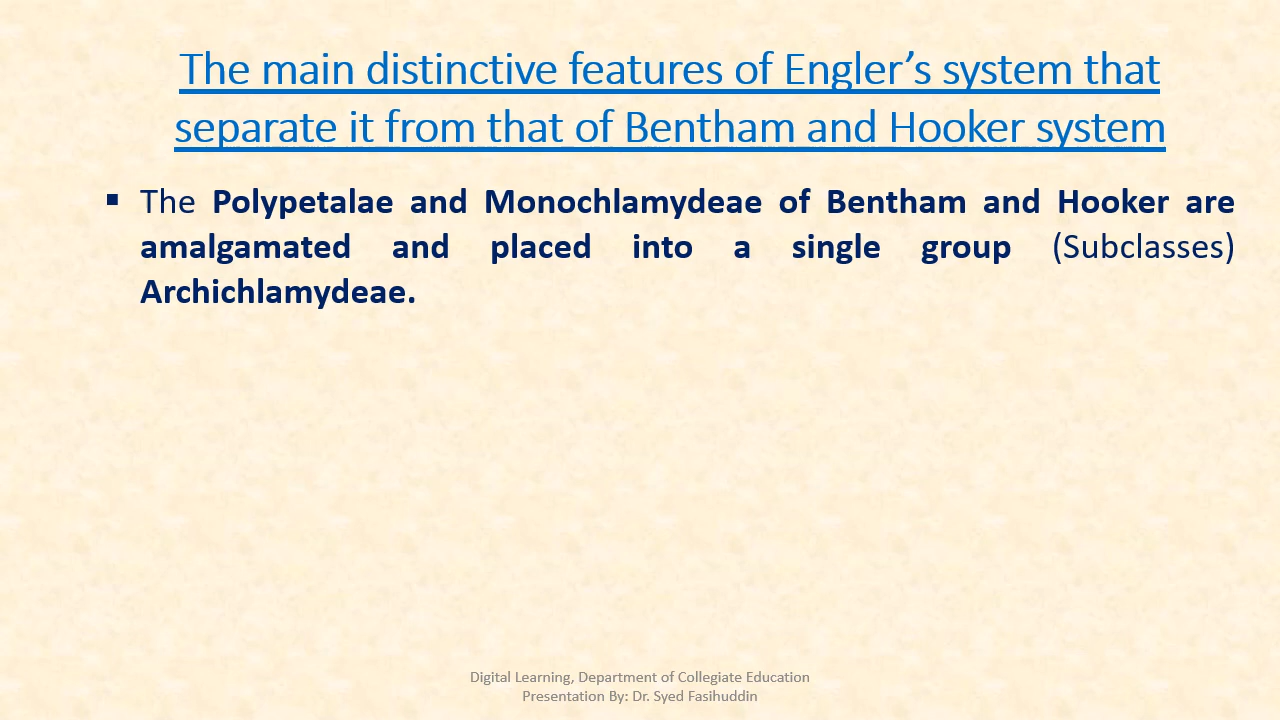 The main distinctive features of Engler’s system that
separate it from that of Bentham and Hooker system
▪ The Polypetalae and Monochlamydeae of Bentham and Hooker are
amalgamated and placed into a single group (Subclasses)
Archichlamydeae.
Digital Learning, Department of Collegiate Education
Presentation By: Dr. Syed Fasihuddin